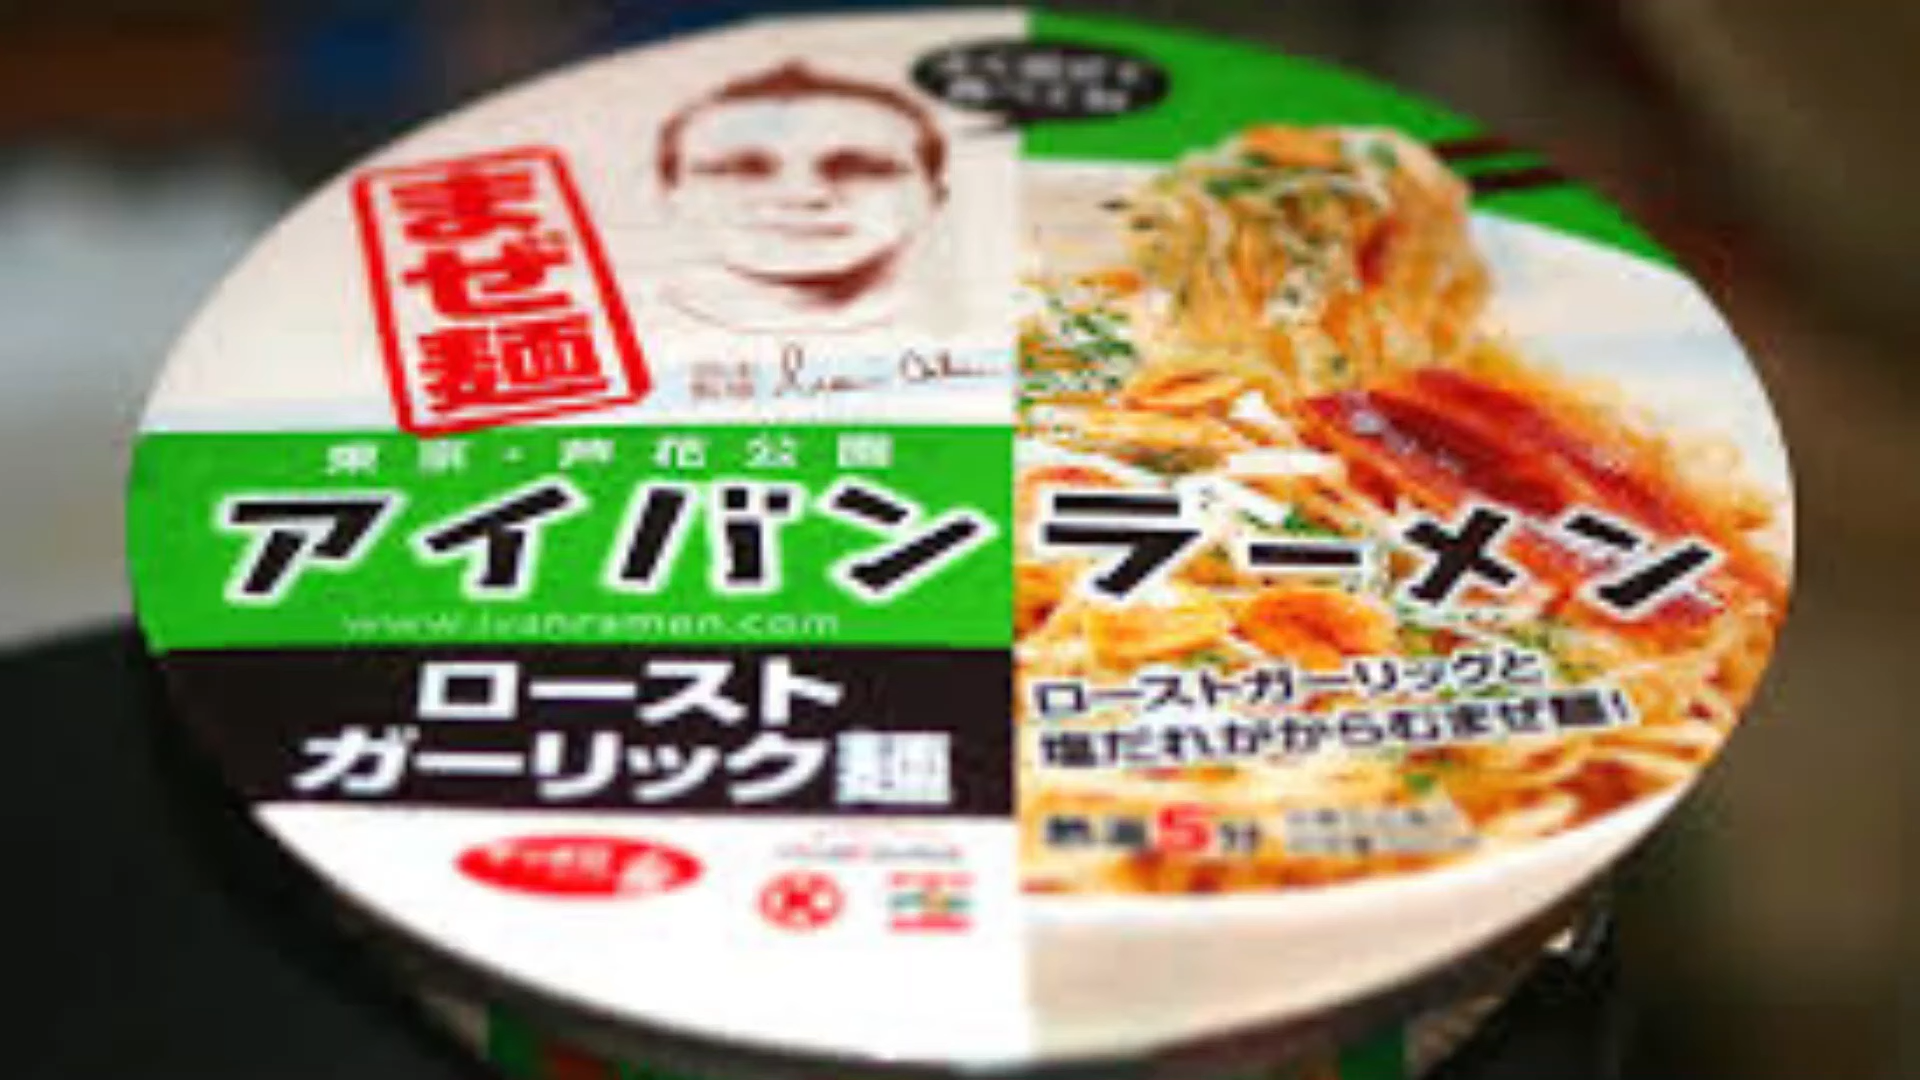 まぜ麺
東京・芦花公園
アイバン ラーメン
www.ivanramen.com
ロースト
ガーリック麺
ローストガーリックと
塩だれがからむまぜ麺!
熱湯5分